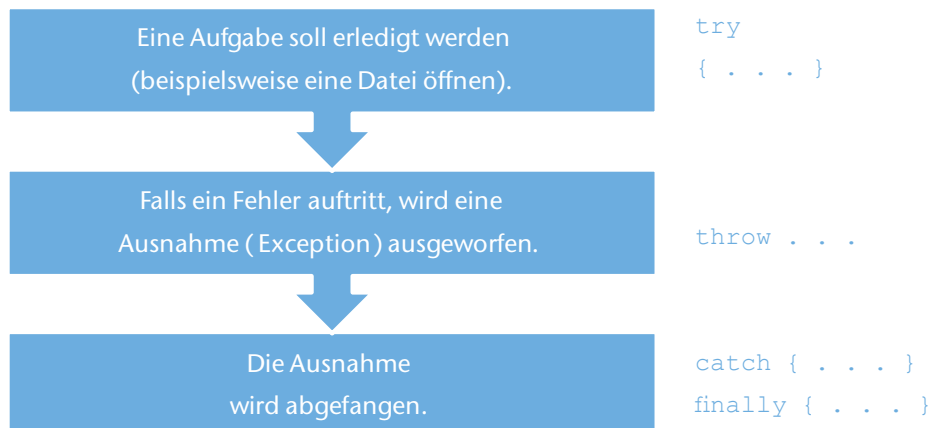 Eine Aufgabe soll erledigt werden
(beispielsweise eine Datei öffnen).
try
{ . . . }
Falls ein Fehler auftritt, wird eine
Ausnahme (Exception) ausgeworfen.
throw . . .
Die Ausnahme
wird abgefangen.
catch { . . . }
finally { . . . }